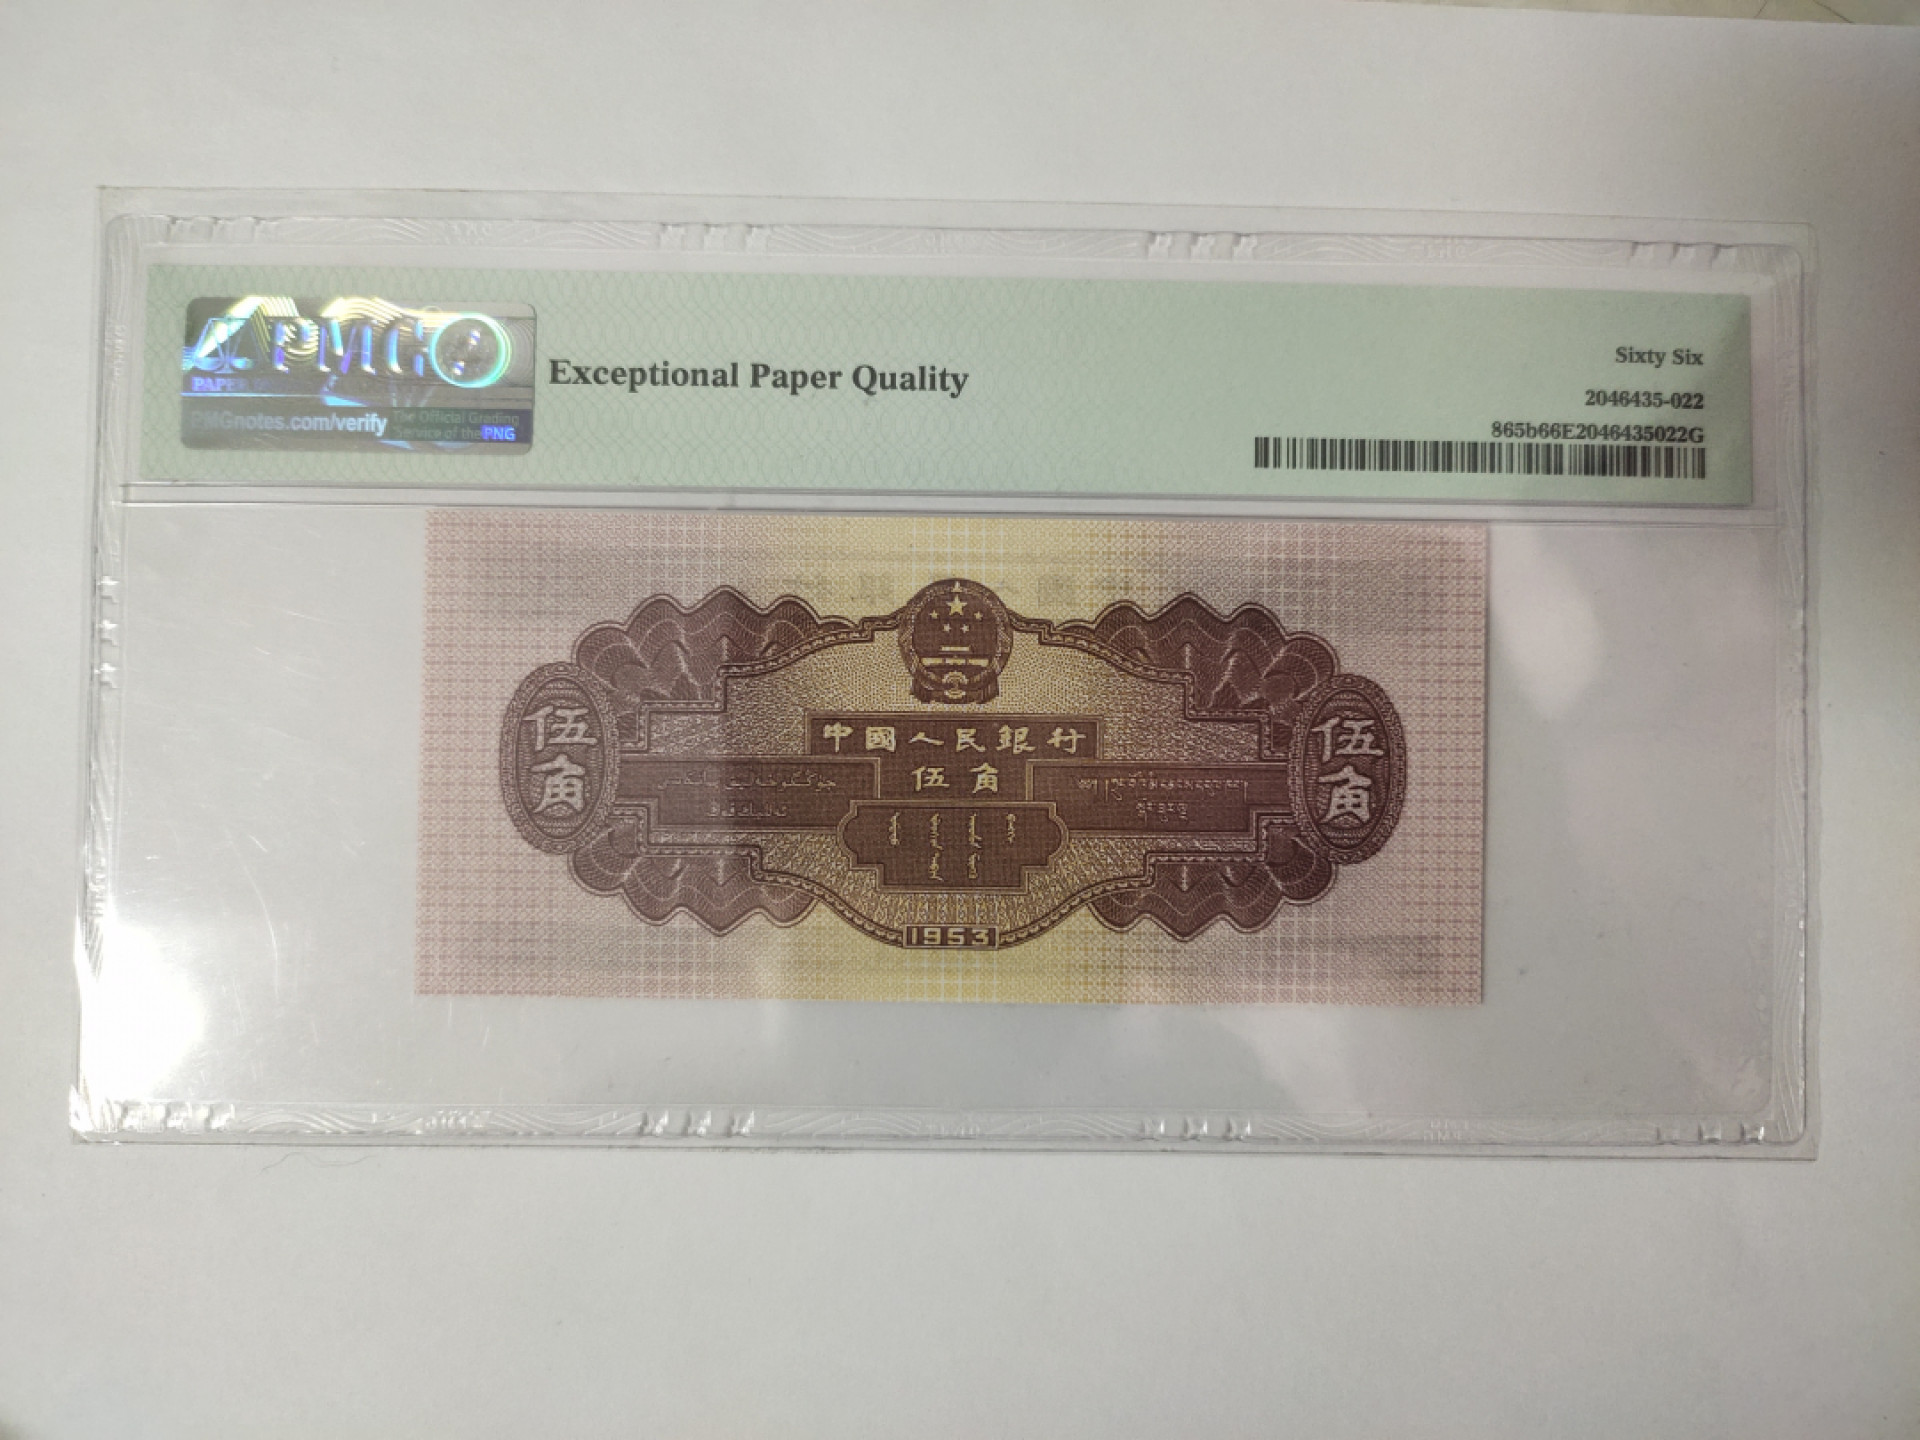 PMG
PAPER
PMGnotes.com/verify
The Official Grading
Service of the PNG
Exceptional Paper Quality
Sixty Six
2046435-022
865b66E2046435022G
伍角
中國人民銀行
伍角
伍角
1953